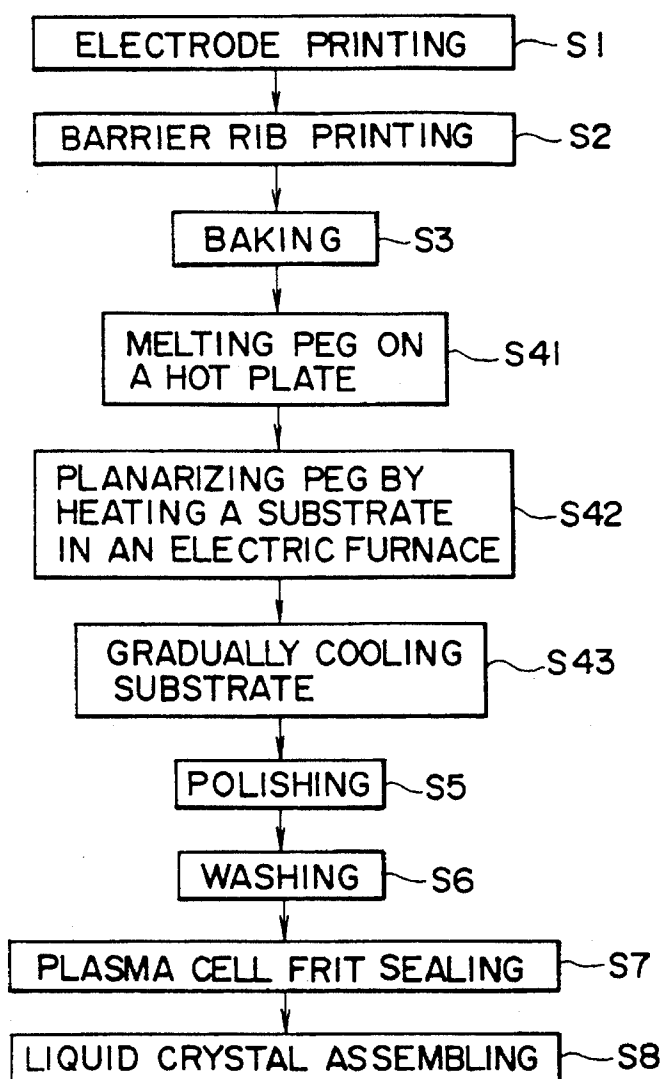 ELECTRODE PRINTING S1
BARRIER RIB PRINTING S2
BAKING S3
MELTING PEG ON
A HOT PLATE
S41
PLANARIZING PEG BY
HEATING A SUBSTRATE
IN AN ELECTRIC FURNACE
S42
GRADUALLY COOLING
SUBSTRATE
S43
POLISHING S5
WASHING S6
PLASMA CELL FRIT SEALING S7
LIQUID CRYSTAL ASSEMBLING S8